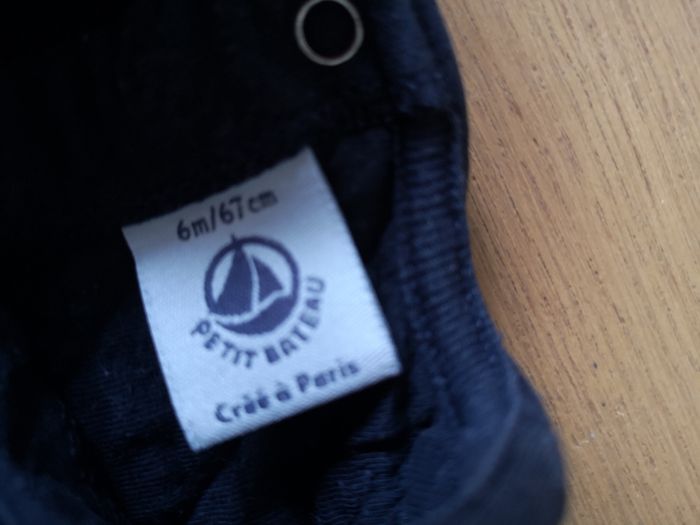 6m/67cm
PETIT BATEAU
Créé à Paris